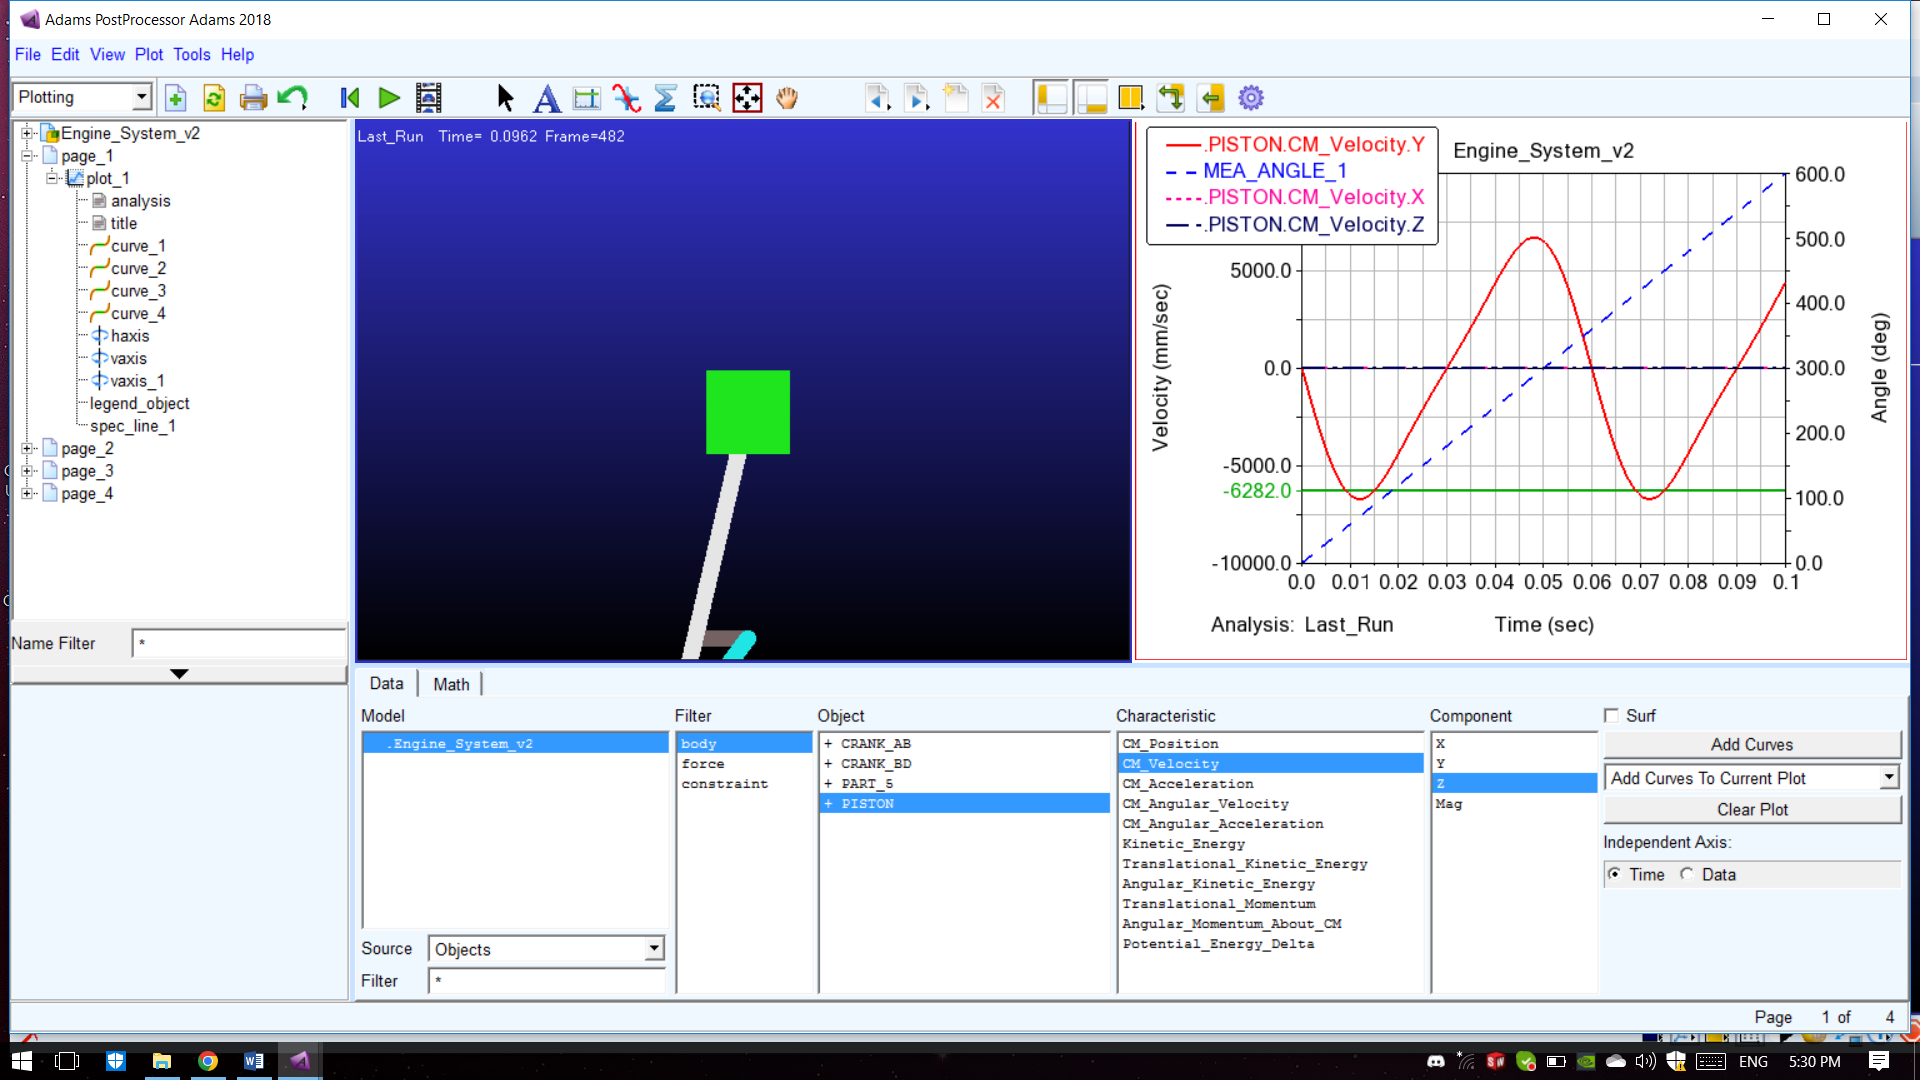 Adams PostProcessor Adams 2018
File Edit View Plot Tools Help
Plotting
Engine_System_v2
page_1
plot_1
analysis
title
curve_1
curve_2
curve_3
curve_4
haxis
vaxis
vaxis_1
legend_object
spec_line_1
page_2
page_3
page_4
Name Filter *
Last_Run Time= 0.0962 Frame=482
.PISTON.CM_Velocity.Y
MEA_ANGLE_1
.PISTON.CM_Velocity.X
.PISTON.CM_Velocity.Z
Engine_System_v2
Velocity (mm/sec)
5000.0
0.0
-5000.0
-6282.0
-10000.0
600.0
500.0
400.0
300.0
200.0
100.0
0.0
Angle (deg)
0.0 0.01 0.02 0.03 0.04 0.05 0.06 0.07 0.08 0.09 0.1
Analysis: Last_Run Time (sec)
Data Math
Model
.Engine_System_v2
Source Objects
Filter *
Filter
body
force
constraint
Object
+ CRANK_AB
+ CRANK_BD
+ PART_5
+ PISTON
Characteristic
CM_Position
CM_Velocity
CM_Acceleration
CM_Angular_Velocity
CM_Angular_Acceleration
Kinetic_Energy
Translational_Kinetic_Energy
Angular_Kinetic_Energy
Translational_Momentum
Angular_Momentum_About_CM
Potential_Energy_Delta
Component
X
Y
Z
Mag
Surf
Add Curves
Add Curves To Current Plot
Clear Plot
Independent Axis:
Time Data
Page 1 of 4
ENG 5:30 PM